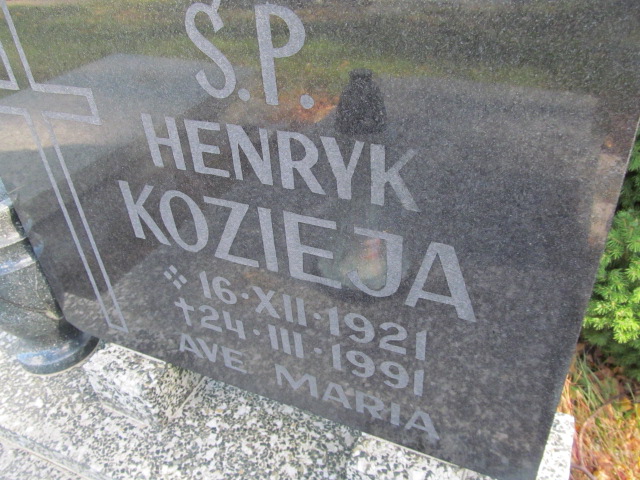 Ś.P.
HENRYK
KOZIEJA
16·XII·1921
†24·III·1991
AVE MARIA